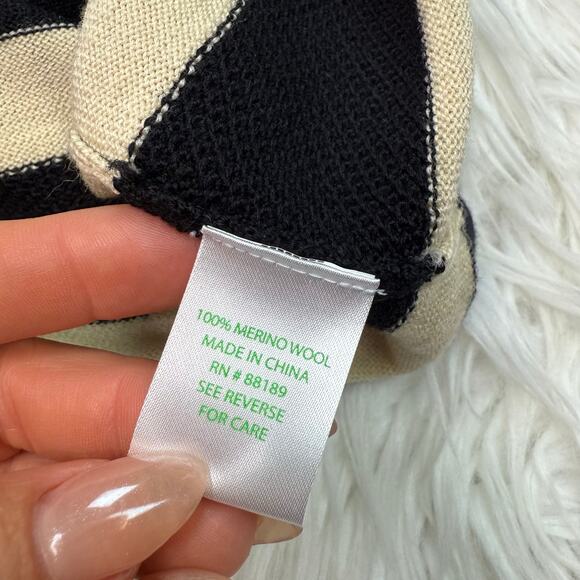 100% MERINO WOOL
MADE IN CHINA
RN # 88189
SEE REVERSE
FOR CARE